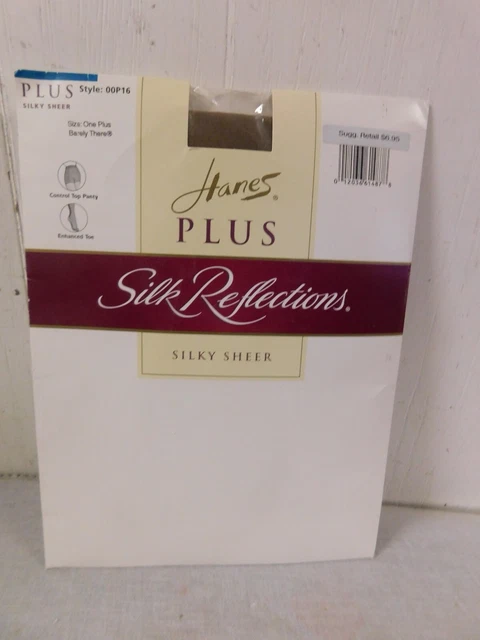 PLUS Style: 00P16
SILKY SHEER
Size: One Plus
Barely There®
Control Top Panty
Enhanced Toe
Sugg. Retail $6.95
Hanes®
PLUS
Silk Reflections®
SILKY SHEER